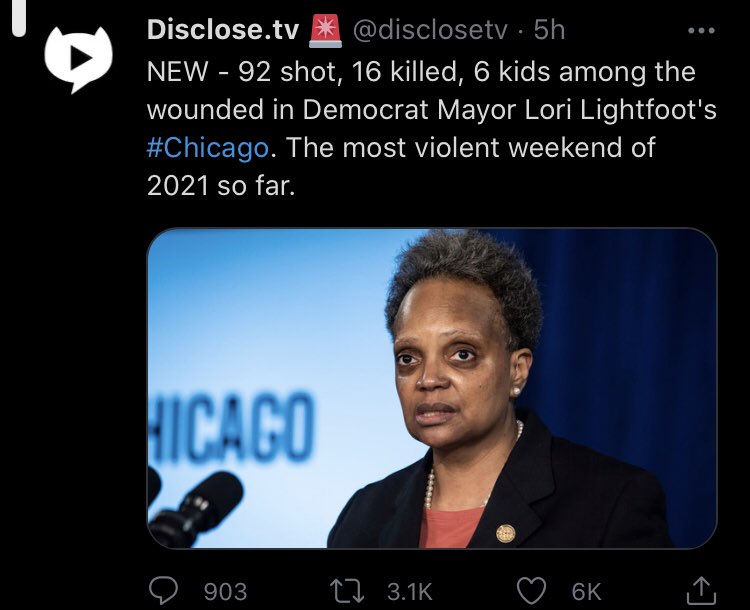 Disclose.tv 🚨 @disclosetv · 5h
NEW - 92 shot, 16 killed, 6 kids among the
wounded in Democrat Mayor Lori Lightfoot's
#Chicago. The most violent weekend of
2021 so far.
HICAGO
903 3.1K 6K